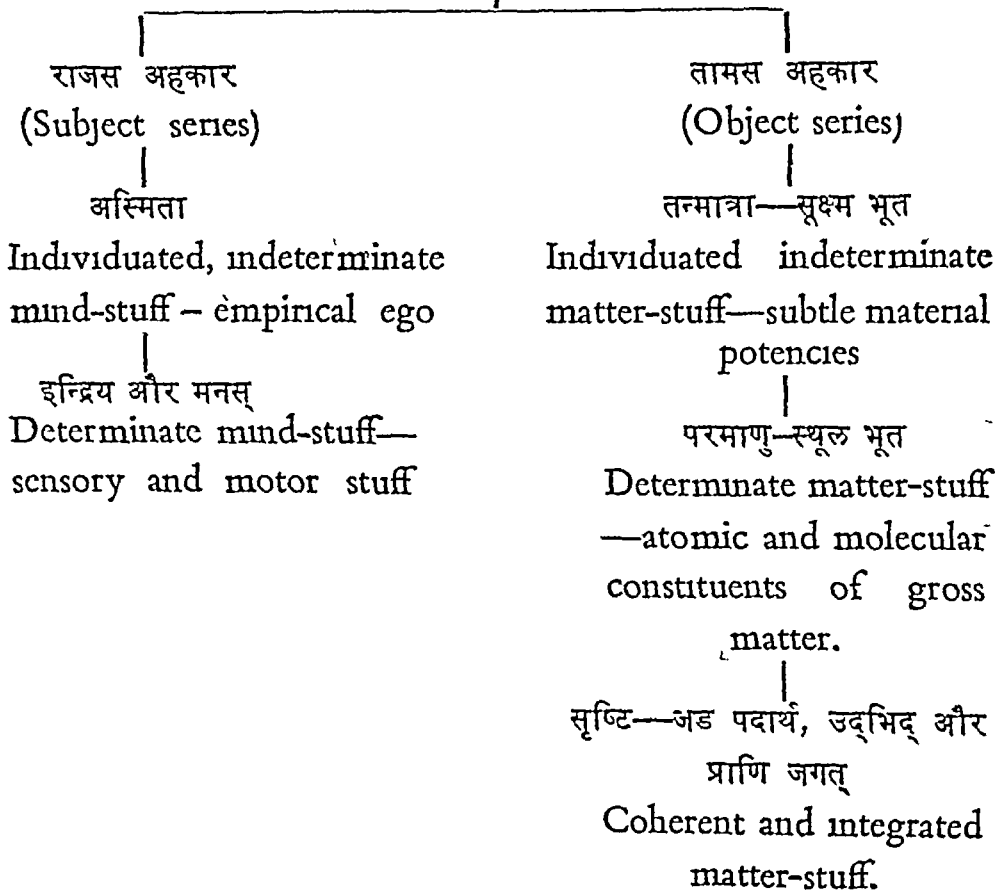 राजस अहकार
(Subject series)
अस्मिता
Individuated, indeterminate
mind-stuff – empirical ego
इन्द्रिय और मनस्
Determinate mind-stuff—
sensory and motor stuff
तामस अहकार
(Object series)
तन्मात्रा—सूक्ष्म भूत
Individuated indeterminate
matter-stuff—subtle material
potencies
परमाणु—स्थूल भूत
Determinate matter-stuff
—atomic and molecular
constituents of gross
matter.
सृष्टि—जड पदार्थ, उद्‌भिद् और
प्राणि जगत्
Coherent and integrated
matter-stuff.